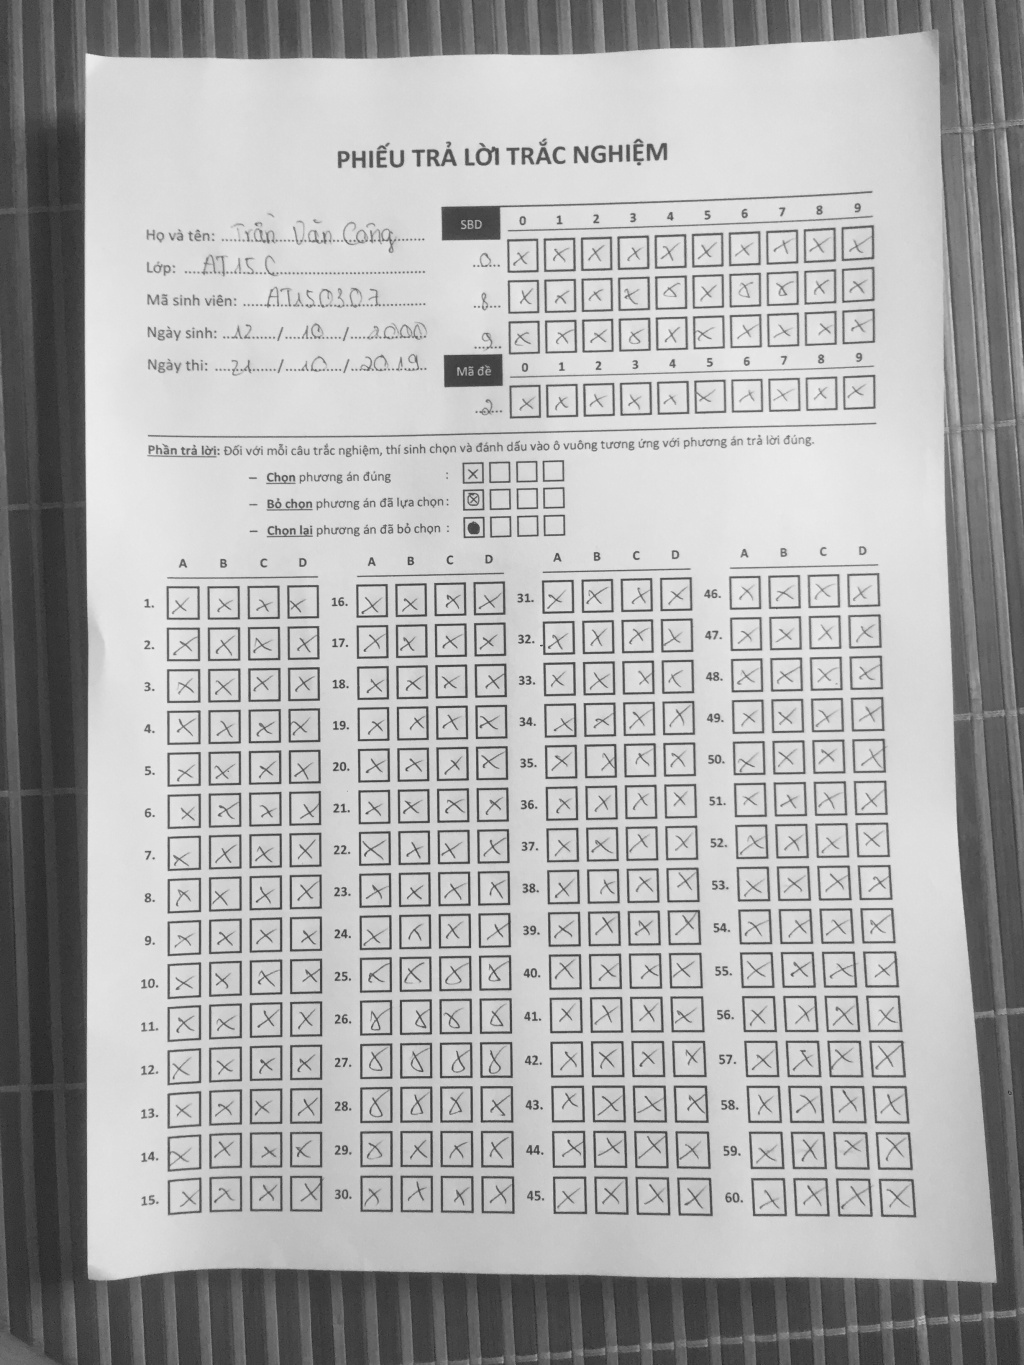 PHIẾU TRẢ LỜI TRẮC NGHIỆM
Họ và tên: Trần Văn Công
Lớp: AT15C
Mã sinh viên: AT150307
Ngày sinh: 12 / 10 / 2000
Ngày thi: 21 / 10 / 2019
SBD 0 1 2 3 4 5 6 7 8 9
0
8
9
Mã đề 0 1 2 3 4 5 6 7 8 9
2
Phần trả lời: Đối với mỗi câu trắc nghiệm, thí sinh chọn và đánh dấu vào ô vuông tương ứng với phương án trả lời đúng.
– Chọn phương án đúng :
– Bỏ chọn phương án đã lựa chọn :
– Chọn lại phương án đã bỏ chọn :
A B C D A B C D A B C D A B C D
1. 16. 31. 46.
2. 17. 32. 47.
3. 18. 33. 48.
4. 19. 34. 49.
5. 20. 35. 50.
6. 21. 36. 51.
7. 22. 37. 52.
8. 23. 38. 53.
9. 24. 39. 54.
10. 25. 40. 55.
11. 26. 41. 56.
12. 27. 42. 57.
13. 28. 43. 58.
14. 29. 44. 59.
15. 30. 45. 60.